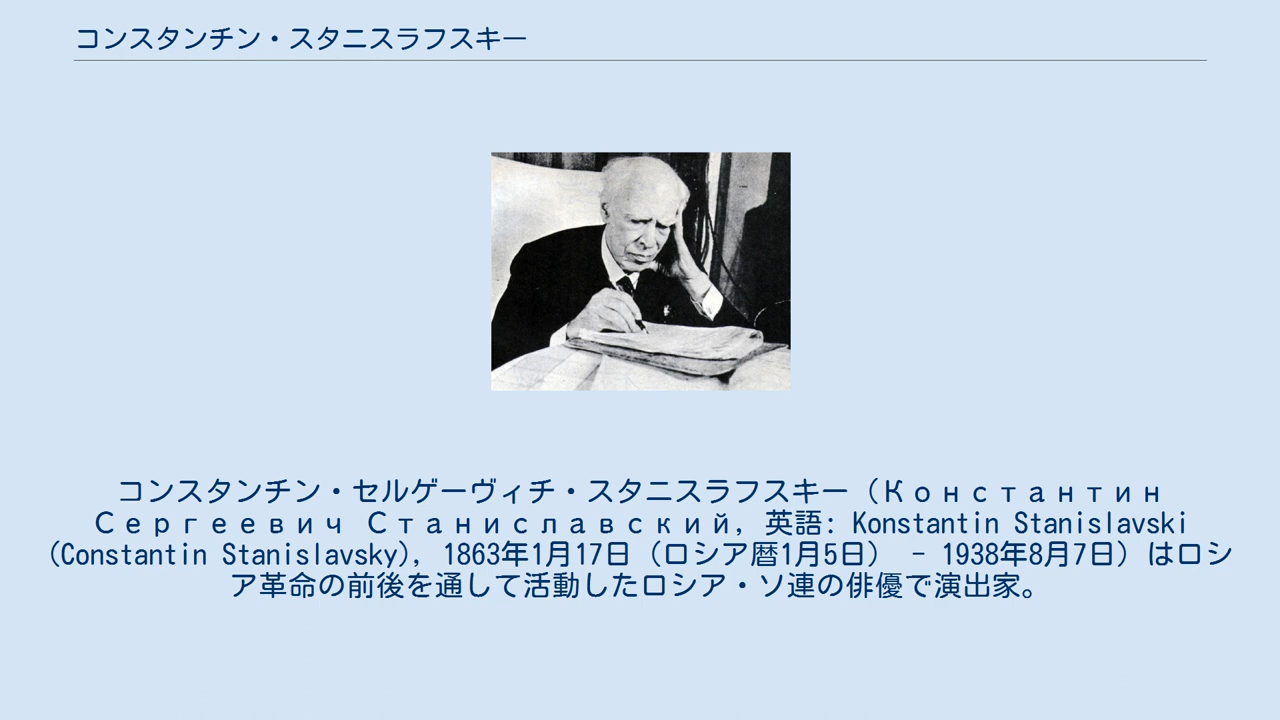 コンスタンチン・スタニスラフスキー
コンスタンチン・セルゲーヴィチ・スタニスラフスキー（Константин
Сергеевич Станиславский, 英語: Konstantin Stanislavski
(Constantin Stanislavsky), 1863年1月17日（ロシア暦1月5日） - 1938年8月7日）はロシ
ア革命の前後を通して活動したロシア・ソ連の俳優で演出家。